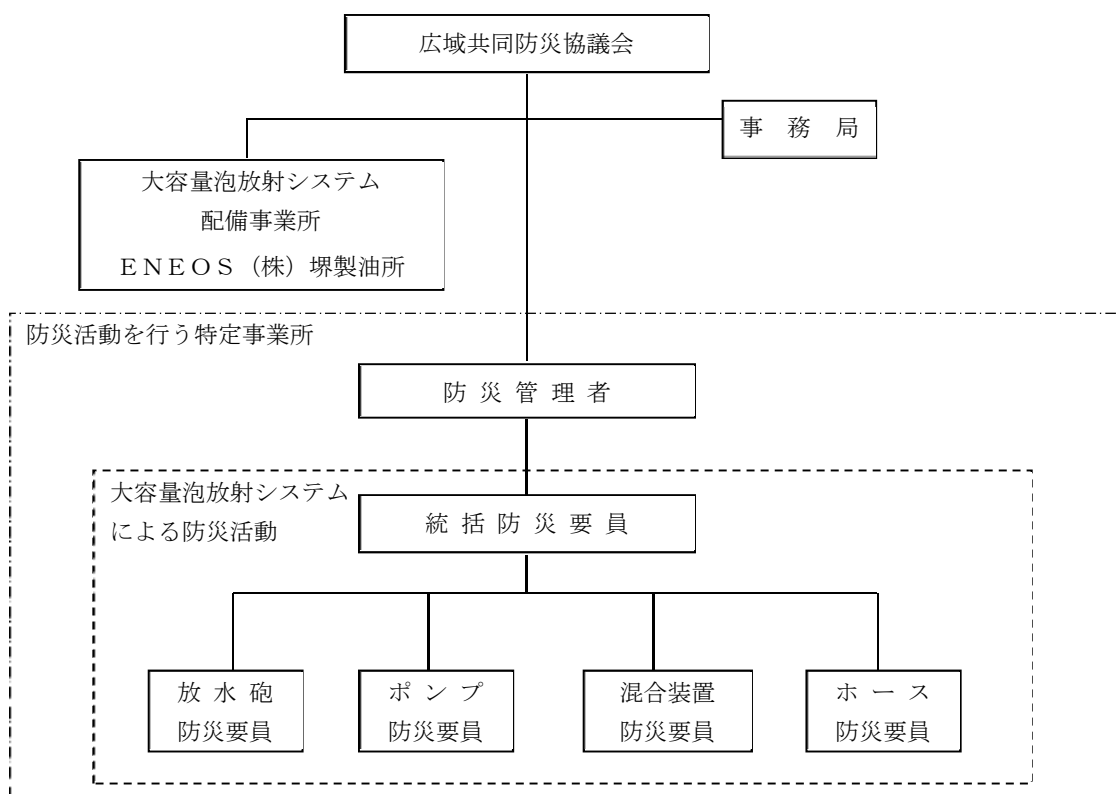 広域共同防災協議会
事　務　局
大容量泡放射システム
配備事業所
ＥＮＥＯＳ（株）堺製油所
防災活動を行う特定事業所
防 災 管 理 者
大容量泡放射システム
による防災活動
統 括 防 災 要 員
放 水 砲
防災要員
ポ ン プ
防災要員
混合装置
防災要員
ホ ー ス
防災要員